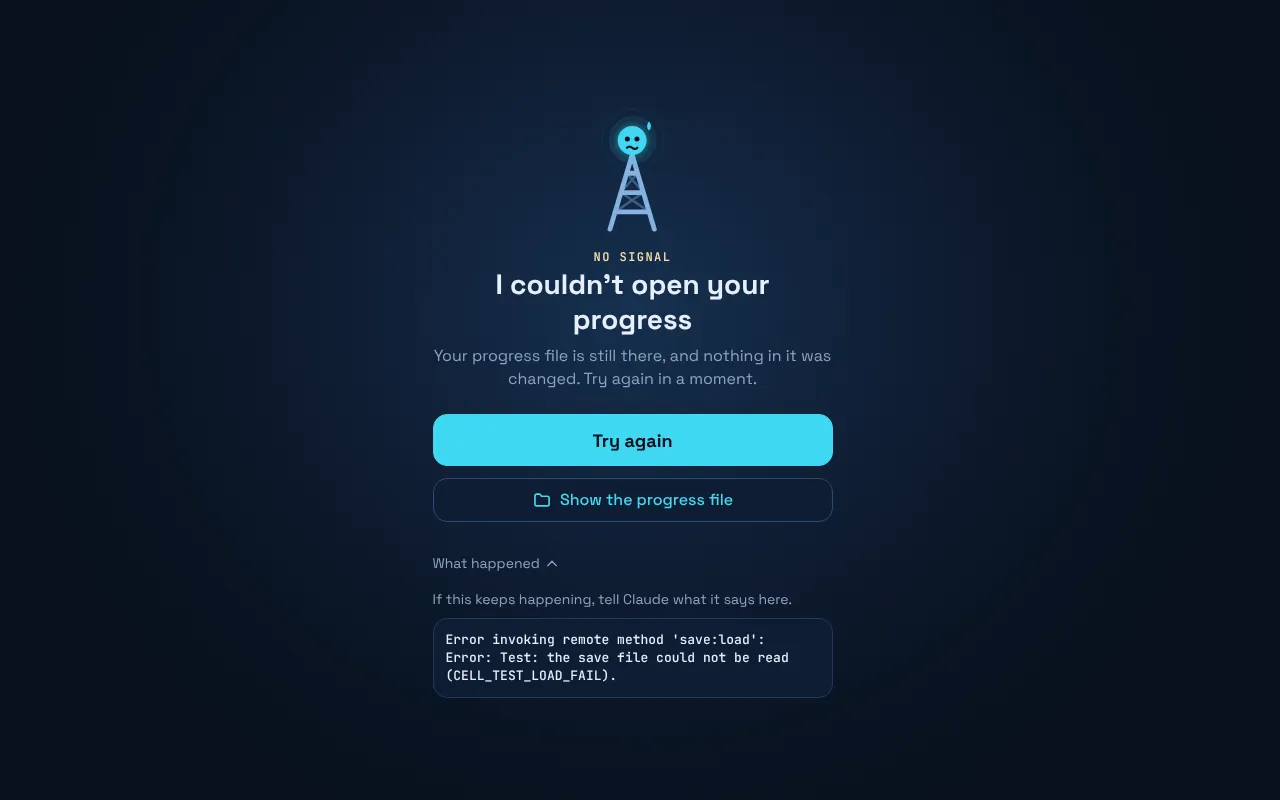 NO SIGNAL
I couldn’t open your
progress
Your progress file is still there, and nothing in it was
changed. Try again in a moment.
Try again
Show the progress file
What happened
If this keeps happening, tell Claude what it says here.
Error invoking remote method 'save:load':
Error: Test: the save file could not be read
(CELL_TEST_LOAD_FAIL).